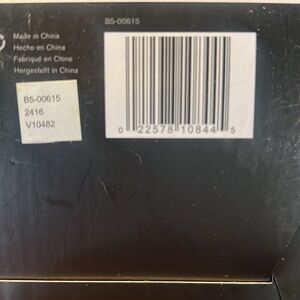 B5-00615
Made in China
Hecho en China
Fabriqué en Chine
Hergestellt in China
B5-00615
2416
V10482
0 22578 10844 5